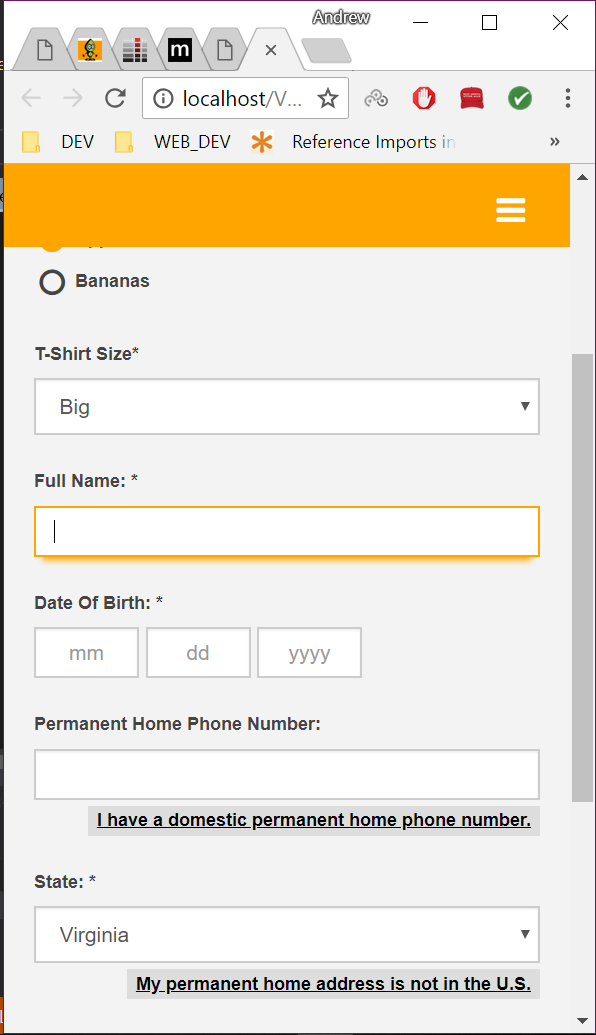 Andrew
m
localhost/V...
DEV
WEB_DEV
Reference Imports in
»
Bananas
T-Shirt Size*
Big
Full Name: *
Date Of Birth: *
mm
dd
yyyy
Permanent Home Phone Number:
I have a domestic permanent home phone number.
State: *
Virginia
My permanent home address is not in the U.S.